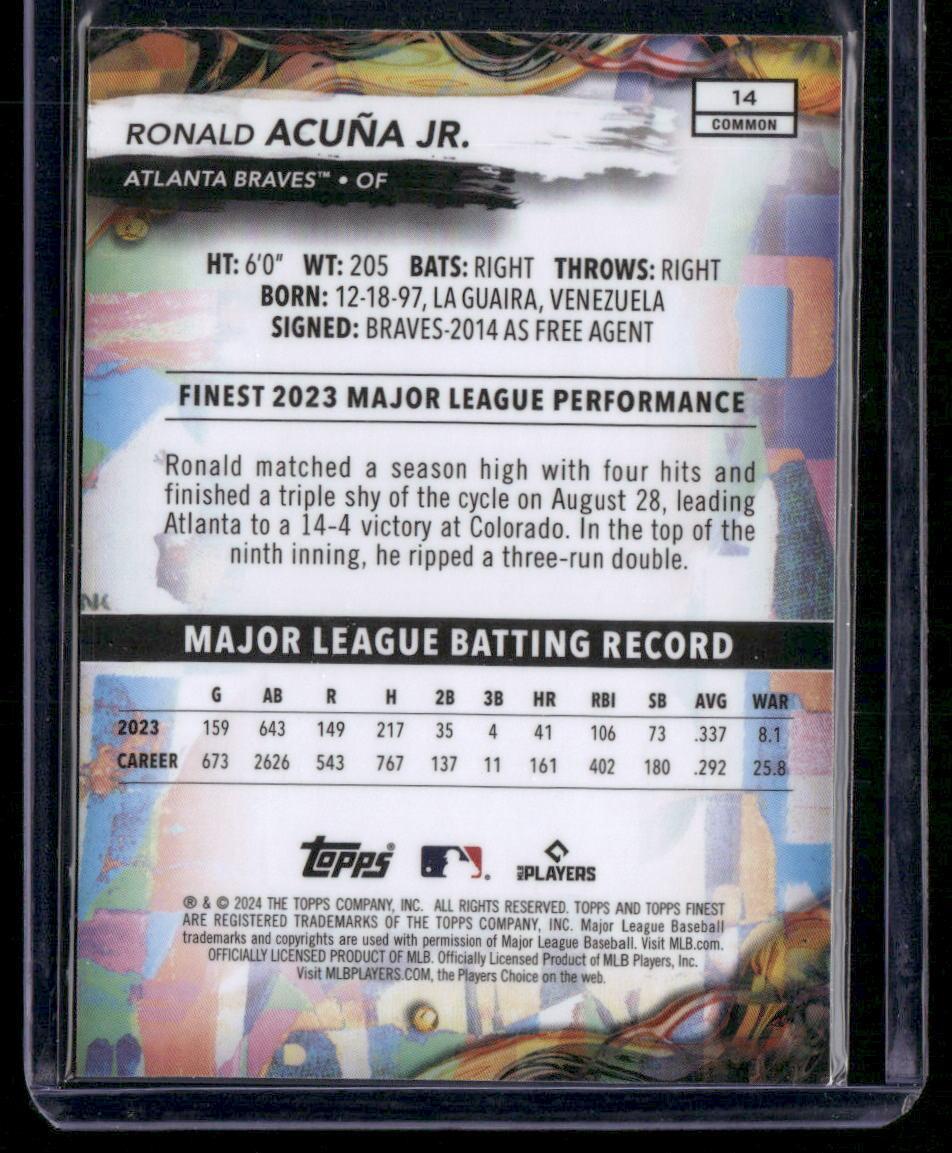 14
COMMON
RONALD ACUÑA JR.
ATLANTA BRAVES™ • OF
HT: 6'0" WT: 205 BATS: RIGHT THROWS: RIGHT
BORN: 12-18-97, LA GUAIRA, VENEZUELA
SIGNED: BRAVES-2014 AS FREE AGENT
FINEST 2023 MAJOR LEAGUE PERFORMANCE
Ronald matched a season high with four hits and
finished a triple shy of the cycle on August 28, leading
Atlanta to a 14–4 victory at Colorado. In the top of the
ninth inning, he ripped a three-run double.
MAJOR LEAGUE BATTING RECORD
G AB R H 2B 3B HR RBI SB AVG WAR
2023 159 643 149 217 35 4 41 106 73 .337 8.1
CAREER 673 2626 543 767 137 11 161 402 180 .292 25.8
Topps® ® MLB PLAYERS
® & © 2024 THE TOPPS COMPANY, INC. ALL RIGHTS RESERVED. TOPPS AND TOPPS FINEST
ARE REGISTERED TRADEMARKS OF THE TOPPS COMPANY, INC. Major League Baseball
trademarks and copyrights are used with permission of Major League Baseball. Visit MLB.com.
OFFICIALLY LICENSED PRODUCT OF MLB. Officially Licensed Product of MLB Players, Inc.
Visit MLBPLAYERS.COM, the Players Choice on the web.